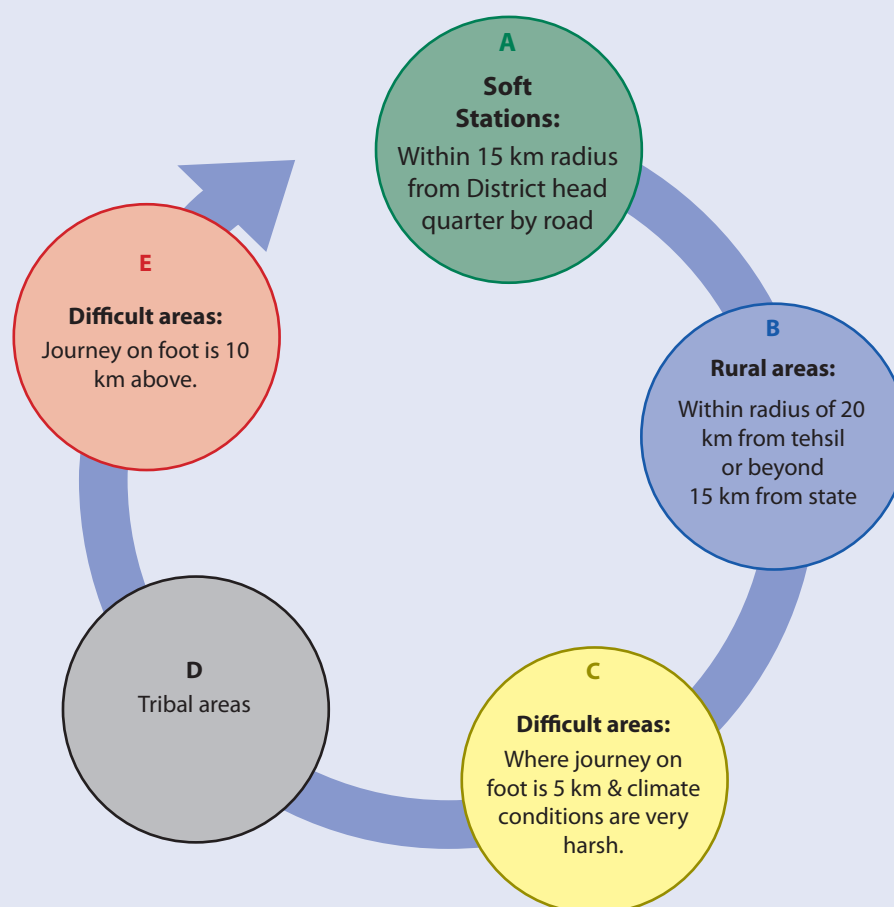 A
Soft
Stations:
Within 15 km radius
from District head
quarter by road
B
Rural areas:
Within radius of 20
km from tehsil
or beyond
15 km from state
C
Difficult areas:
Where journey on
foot is 5 km & climate
conditions are very
harsh.
D
Tribal areas
E
Difficult areas:
Journey on foot is 10
km above.